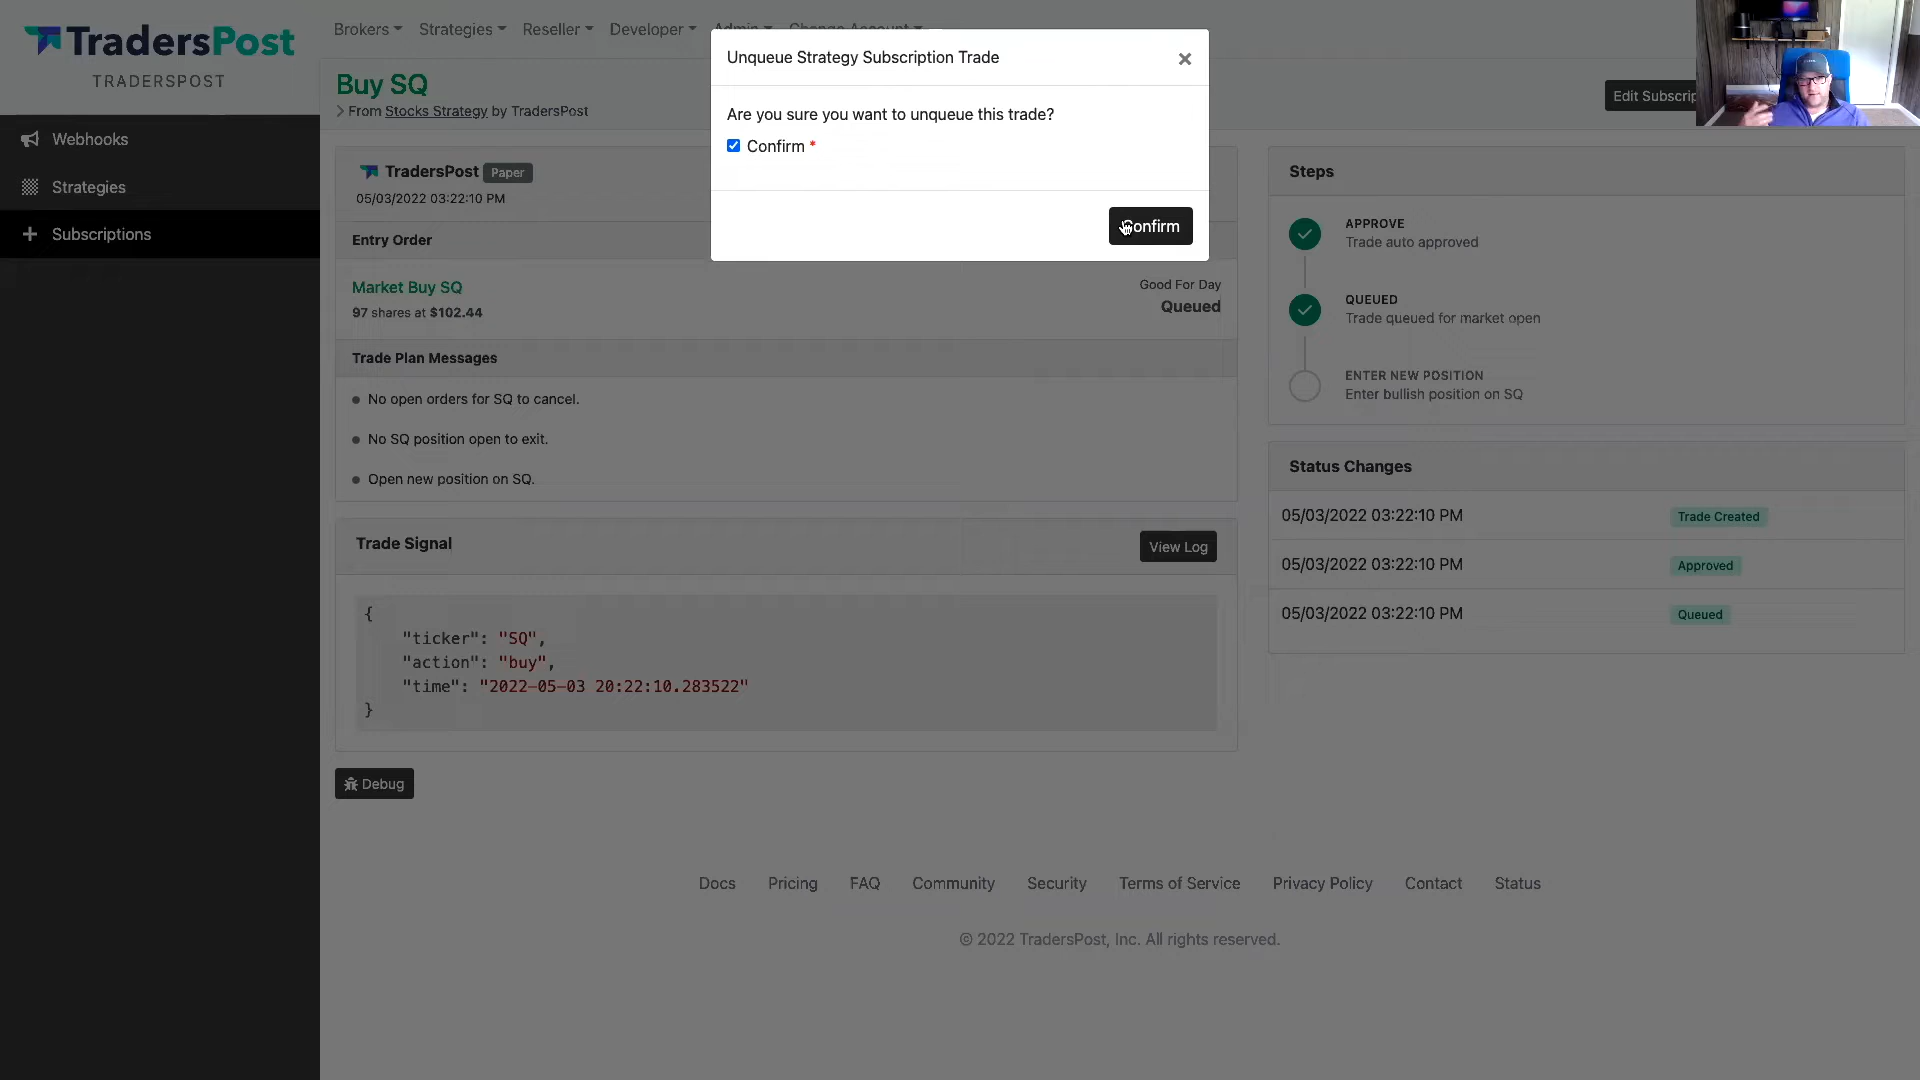 TradersPost
TRADERSPOST
Brokers Strategies Reseller Developer Admin Change Account
Unqueue Strategy Subscription Trade ×
Are you sure you want to unqueue this trade?
Confirm *
Confirm
Buy SQ
From Stocks Strategy by TradersPost
Edit
Webhooks
Strategies
Subscriptions
TradersPost Paper
05/03/2022 03:22:10 PM
Entry Order
Market Buy SQ
97 shares at $102.44
Good For Day
Queued
Trade Plan Messages
No open orders for SQ to cancel.
No SQ position open to exit.
Open new position on SQ.
Trade Signal
View Log
{
"ticker": "SQ",
"action": "buy",
"time": "2022-05-03 20:22:10.283522"
}
Debug
Steps
APPROVE
Trade auto approved
QUEUED
Trade queued for market open
ENTER NEW POSITION
Enter bullish position on SQ
Status Changes
05/03/2022 03:22:10 PM Trade Created
05/03/2022 03:22:10 PM Approved
05/03/2022 03:22:10 PM Queued
Docs Pricing FAQ Community Security Terms of Service Privacy Policy Contact Status
© 2022 TradersPost, Inc. All rights reserved.